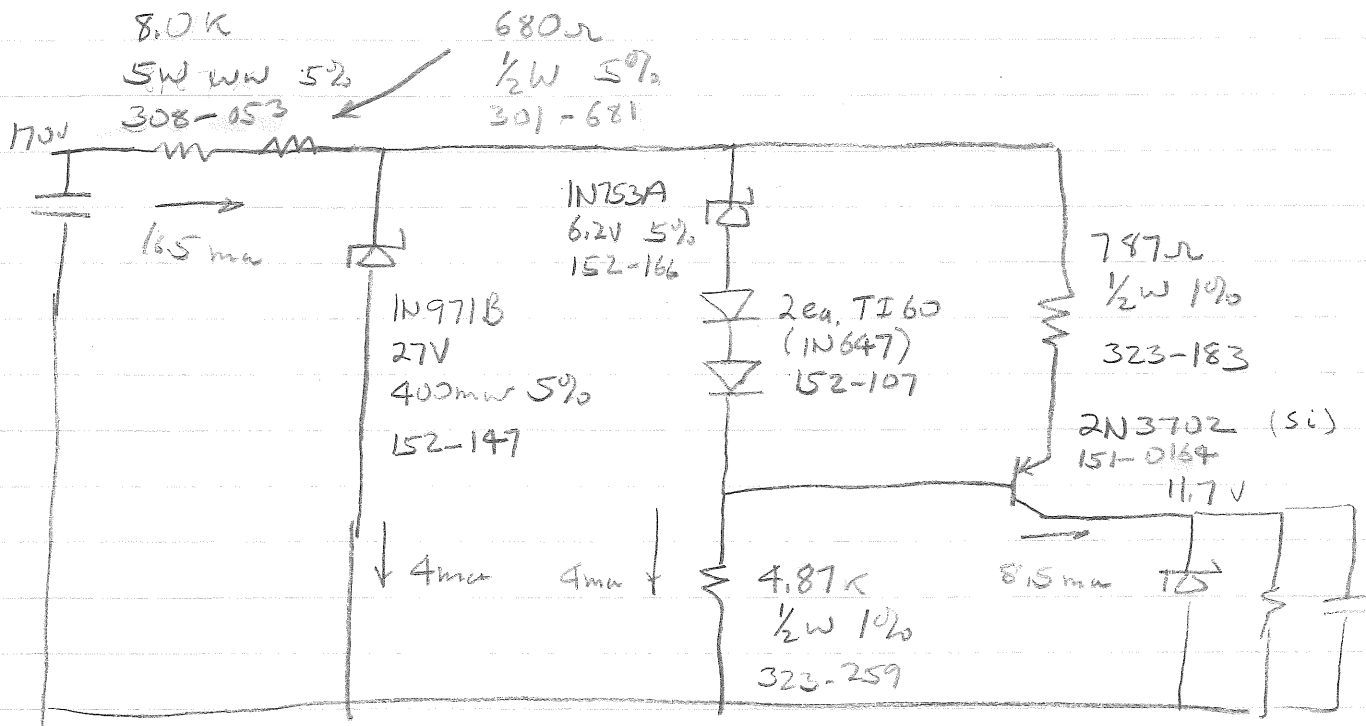 8.0K
5W WW 5%
308-053
680Ω
½W 5%
301-681
170V
16.5 ma
1N753A
6.2V 5%
152-166
787Ω
½W 1%
323-183
1N971B
27V
400mw 5%
152-147
2ea. TI60
(1N647)
152-107
2N3702 (Si)
151-0164
11.7 V
4ma
4ma
4.87K
½W 1%
323-259
8.5 ma